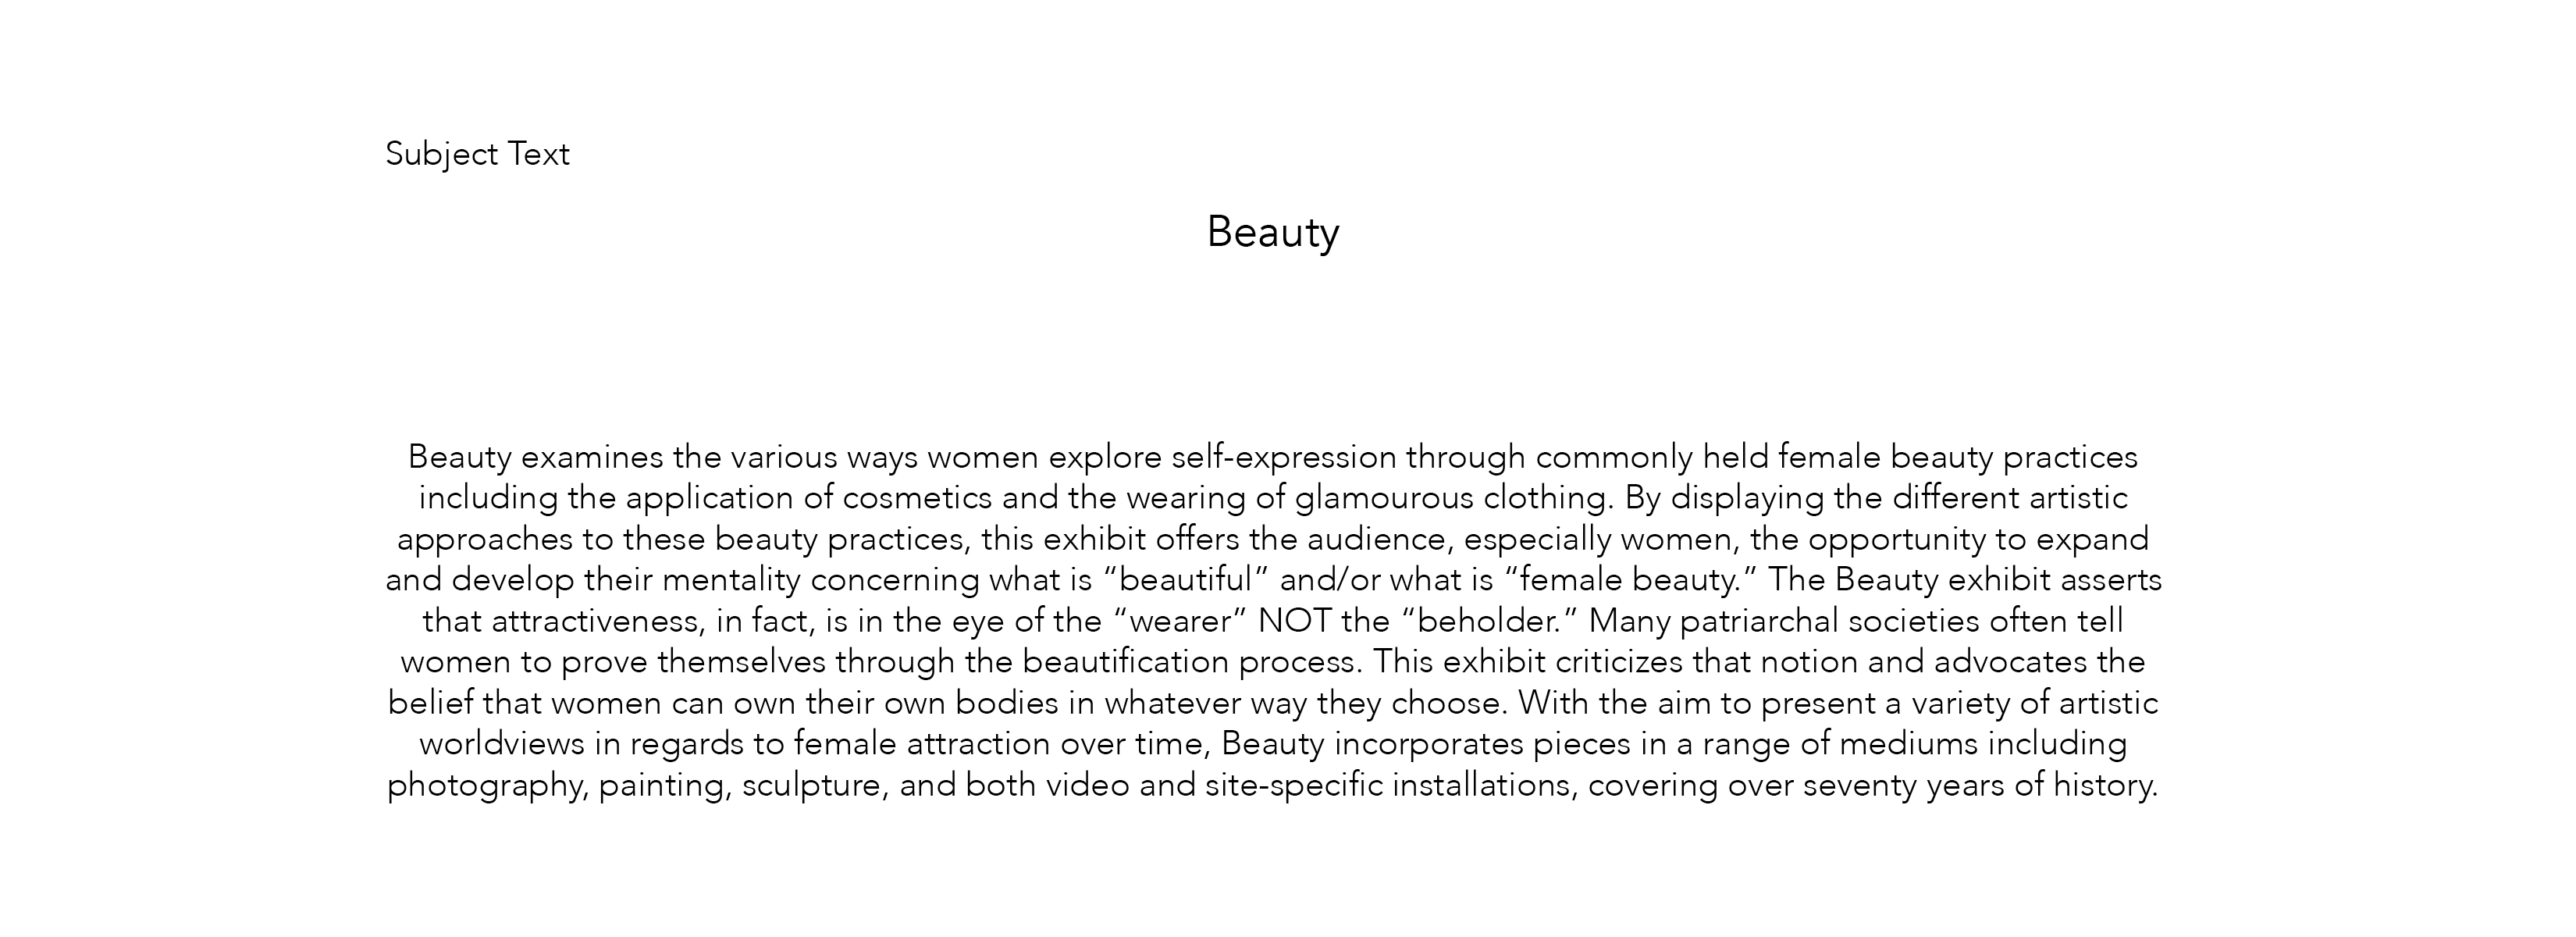 Subject Text
Beauty
Beauty examines the various ways women explore self-expression through commonly held female beauty practices
including the application of cosmetics and the wearing of glamourous clothing. By displaying the different artistic
approaches to these beauty practices, this exhibit offers the audience, especially women, the opportunity to expand
and develop their mentality concerning what is “beautiful” and/or what is “female beauty.” The Beauty exhibit asserts
that attractiveness, in fact, is in the eye of the “wearer” NOT the “beholder.” Many patriarchal societies often tell
women to prove themselves through the beautification process. This exhibit criticizes that notion and advocates the
belief that women can own their own bodies in whatever way they choose. With the aim to present a variety of artistic
worldviews in regards to female attraction over time, Beauty incorporates pieces in a range of mediums including
photography, painting, sculpture, and both video and site-specific installations, covering over seventy years of history.